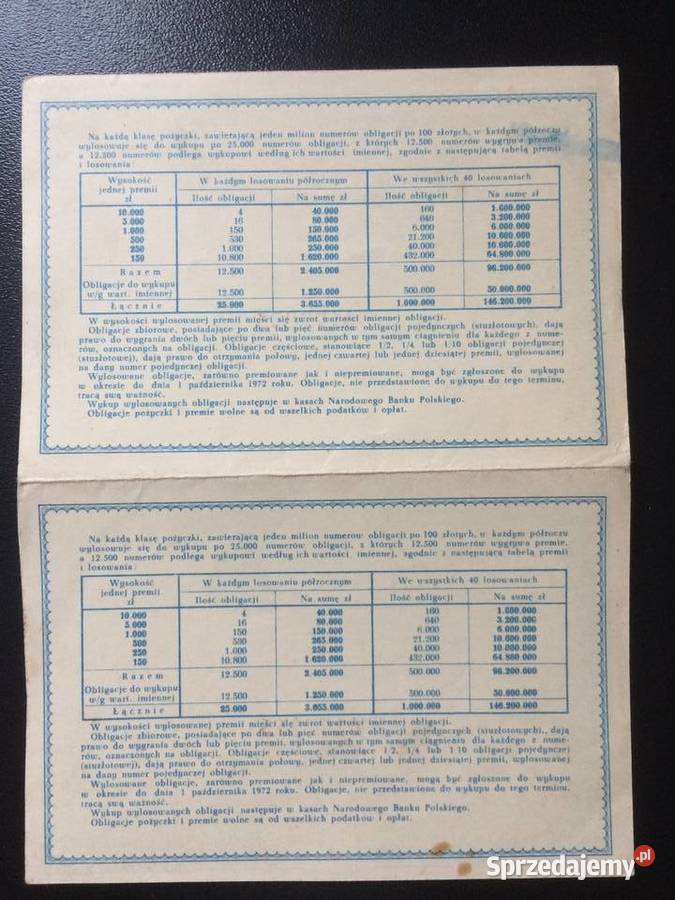 Na każdą klasę pożyczki, zawierającą jeden milion numerów obligacji po 100 złotych, w każdym półroczu
wylosowuje się do wykupu po 25.000 numerów obligacji, z których 12.500 numerów wygrywa premie,
a 12.500 numerów podlega wykupowi według ich wartości imiennej, zgodnie z następującą tabelą premii
i losowania
Wysokość jednej premii zł | W każdym losowaniu półrocznym | We wszystkich 40 losowaniach
Ilość obligacji | Na sumę zł | Ilość obligacji | Na sumę zł
10.000 4 40.000 160 1.600.000
5.000 16 80.000 640 3.200.000
1.000 150 150.000 6.000 6.000.000
500 530 265.000 21.200 10.600.000
250 1.000 250.000 40.000 10.000.000
150 10.800 1.620.000 432.000 64.800.000
Razem 12.500 2.405.000 500.000 96.200.000
Obligacje do wykupu
w/g wart. imiennej 12.500 1.250.000 500.000 50.000.000
Łącznie 25.000 3.655.000 1.000.000 146.200.000
W wysokości wylosowanej premii mieści się zwrot wartości imiennej obligacji.
Obligacje zbiorowe, posiadające po dwa lub pięć numerów obligacji pojedynczych (stuzłotowych), dają
prawo do wygrania dwóch lub pięciu premii, wylosowanych w tym samym ciągnieniu dla każdego z nume-
rów, oznaczonych na obligacji. Obligacje częściowe, stanowiące 1/2, 1/4 lub 1/10 obligacji pojedynczej
(stuzłotowej), dają prawo do otrzymania połowy, jednej czwartej lub jednej dziesiątej premii, wylosowanej
na dany numer pojedynczej obligacji.
Wylosowane obligacje, zarówno premiowane jak i niepremiowane, mogą być zgłoszone do wykupu
w okresie do dnia 1 października 1972 roku. Obligacje, nie przedstawione do wykupu do tego terminu,
tracą swą ważność.
Wykup wylosowanych obligacji następuje w kasach Narodowego Banku Polskiego.
Obligacje pożyczki i premie wolne są od wszelkich podatków i opłat.
Na każdą klasę pożyczki, zawierającą jeden milion numerów obligacji po 100 złotych, w każdym półroczu
wylosowuje się do wykupu po 25.000 numerów obligacji, z których 12.500 numerów wygrywa premie,
a 12.500 numerów podlega wykupowi według ich wartości imiennej, zgodnie z następującą tabelą premii
i losowania
Wysokość jednej premii zł | W każdym losowaniu półrocznym | We wszystkich 40 losowaniach
Ilość obligacji | Na sumę zł | Ilość obligacji | Na sumę zł
10.000 4 40.000 160 1.600.000
5.000 16 80.000 640 3.200.000
1.000 150 150.000 6.000 6.000.000
500 530 265.000 21.200 10.600.000
250 1.000 250.000 40.000 10.000.000
150 10.800 1.620.000 432.000 64.800.000
Razem 12.500 2.405.000 500.000 96.200.000
Obligacje do wykupu
w/g wart. imiennej 12.500 1.250.000 500.000 50.000.000
Łącznie 25.000 3.655.000 1.000.000 146.200.000
W wysokości wylosowanej premii mieści się zwrot wartości imiennej obligacji.
Obligacje zbiorowe, posiadające po dwa lub pięć numerów obligacji pojedynczych (stuzłotowych), dają
prawo do wygrania dwóch lub pięciu premii, wylosowanych w tym samym ciągnieniu dla każdego z nume-
rów, oznaczonych na obligacji. Obligacje częściowe, stanowiące 1/2, 1/4 lub 1/10 obligacji pojedynczej
(stuzłotowej), dają prawo do otrzymania połowy, jednej czwartej lub jednej dziesiątej premii, wylosowanej
na dany numer pojedynczej obligacji.
Wylosowane obligacje, zarówno premiowane jak i niepremiowane, mogą być zgłoszone do wykupu
w okresie do dnia 1 października 1972 roku. Obligacje, nie przedstawione do wykupu do tego terminu,
tracą swą ważność.
Wykup wylosowanych obligacji następuje w kasach Narodowego Banku Polskiego.
Obligacje pożyczki i premie wolne są od wszelkich podatków i opłat.
Sprzedajemy.pl